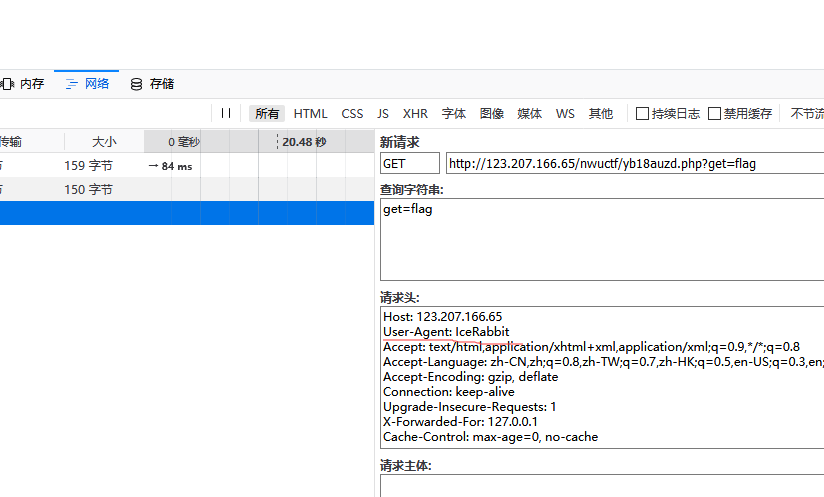 内存 网络 存储
所有 HTML CSS JS XHR 字体 图像 媒体 WS 其他 持续日志 禁用缓存 不节流
传输 大小 0 毫秒 20.48 秒
节 159 字节 → 84 ms
节 150 字节
新请求
GET http://123.207.166.65/nwuctf/yb18auzd.php?get=flag
查询字符串:
get=flag
请求头:
Host: 123.207.166.65
User-Agent: IceRabbit
Accept: text/html,application/xhtml+xml,application/xml;q=0.9,*/*;q=0.8
Accept-Language: zh-CN,zh;q=0.8,zh-TW;q=0.7,zh-HK;q=0.5,en-US;q=0.3,en;
Accept-Encoding: gzip, deflate
Connection: keep-alive
Upgrade-Insecure-Requests: 1
X-Forwarded-For: 127.0.0.1
Cache-Control: max-age=0, no-cache
请求主体: